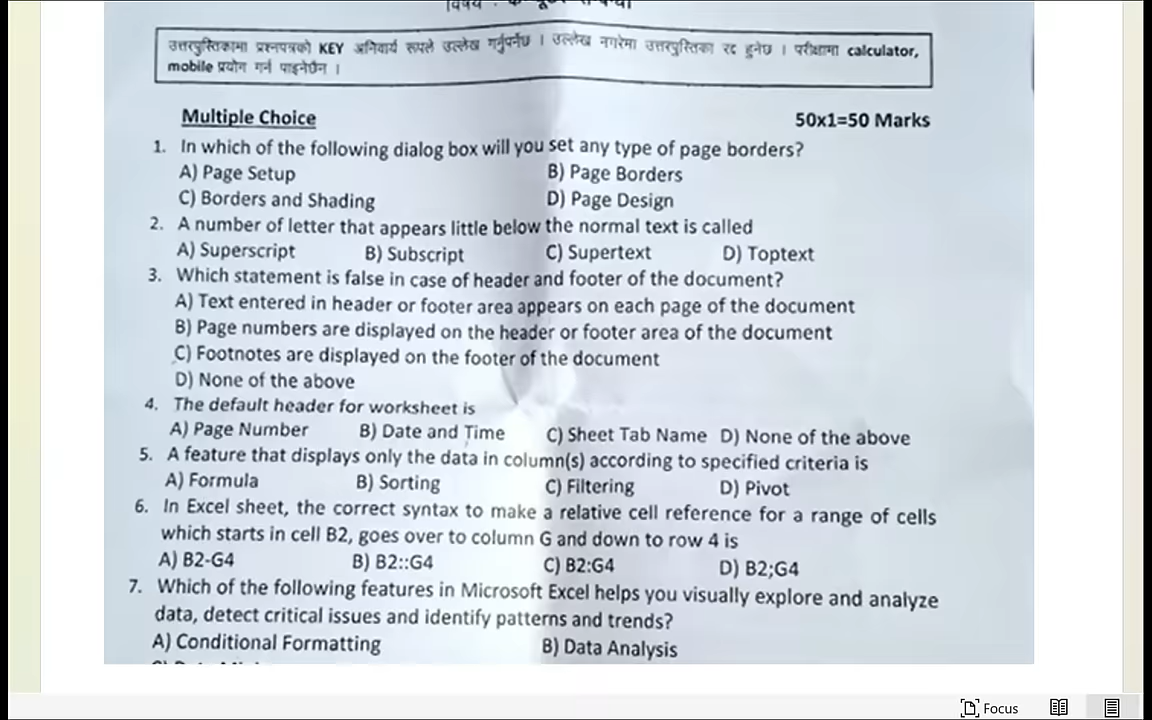 उत्तरपुस्तिकामा प्रश्नपत्रको KEY अनिवार्य रूपले उल्लेख गर्नुपर्नेछ । उल्लेख नगरेमा उत्तरपुस्तिका रद्द हुनेछ । परीक्षामा calculator,
mobile प्रयोग गर्न पाइनेछैन ।
Multiple Choice 50x1=50 Marks
1. In which of the following dialog box will you set any type of page borders?
A) Page Setup B) Page Borders
C) Borders and Shading D) Page Design
2. A number of letter that appears little below the normal text is called
A) Superscript B) Subscript C) Supertext D) Toptext
3. Which statement is false in case of header and footer of the document?
A) Text entered in header or footer area appears on each page of the document
B) Page numbers are displayed on the header or footer area of the document
C) Footnotes are displayed on the footer of the document
D) None of the above
4. The default header for worksheet is
A) Page Number B) Date and Time C) Sheet Tab Name D) None of the above
5. A feature that displays only the data in column(s) according to specified criteria is
A) Formula B) Sorting C) Filtering D) Pivot
6. In Excel sheet, the correct syntax to make a relative cell reference for a range of cells
which starts in cell B2, goes over to column G and down to row 4 is
A) B2-G4 B) B2::G4 C) B2:G4 D) B2;G4
7. Which of the following features in Microsoft Excel helps you visually explore and analyze
data, detect critical issues and identify patterns and trends?
A) Conditional Formatting B) Data Analysis
Focus